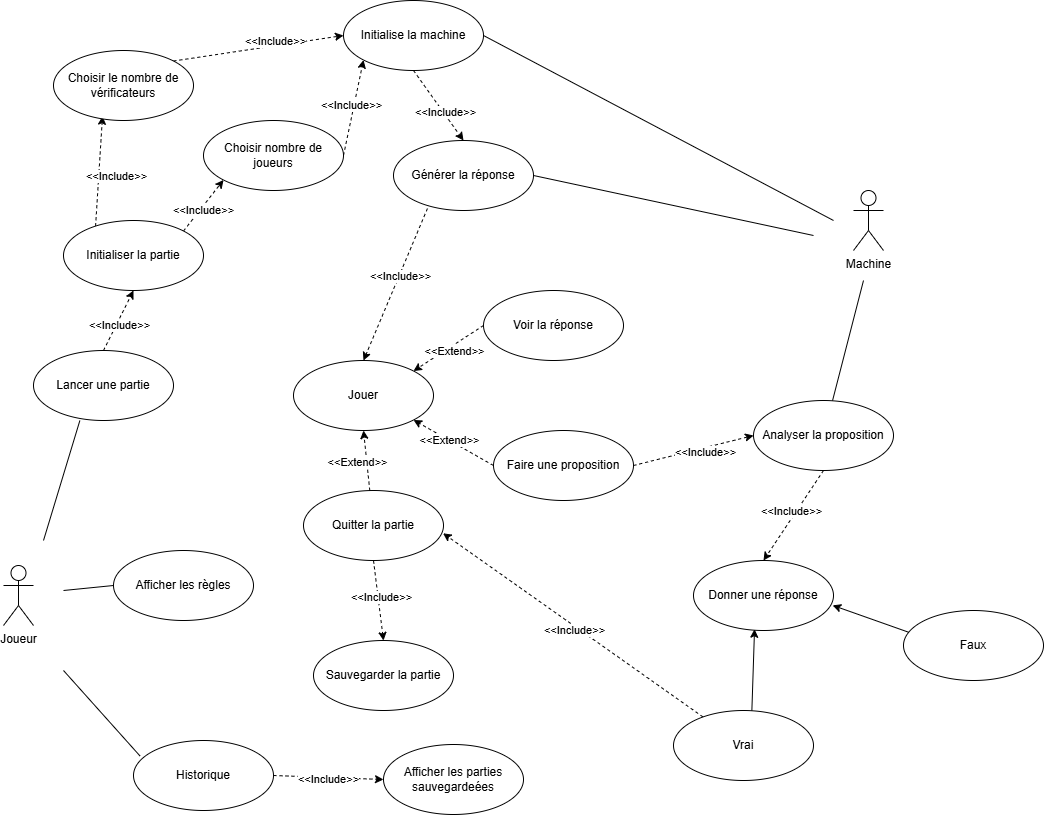 Initialise la machine
<<Include>>
Choisir le nombre de
vérificateurs
<<Include>>
<<Include>>
Choisir nombre de
joueurs
Générer la réponse
<<Include>>
<<Include>>
Machine
Initialiser la partie
<<Include>>
<<Include>>
Voir la réponse
<<Extend>>
Lancer une partie
Jouer
<<Extend>>
Analyser la proposition
<<Include>>
Faire une proposition
<<Extend>>
<<Include>>
Quitter la partie
Afficher les règles
<<Include>>
Donner une réponse
Joueur
<<Include>>
Faux
Sauvegarder la partie
Vrai
Historique
<<Include>>
Afficher les parties
sauvegardeées